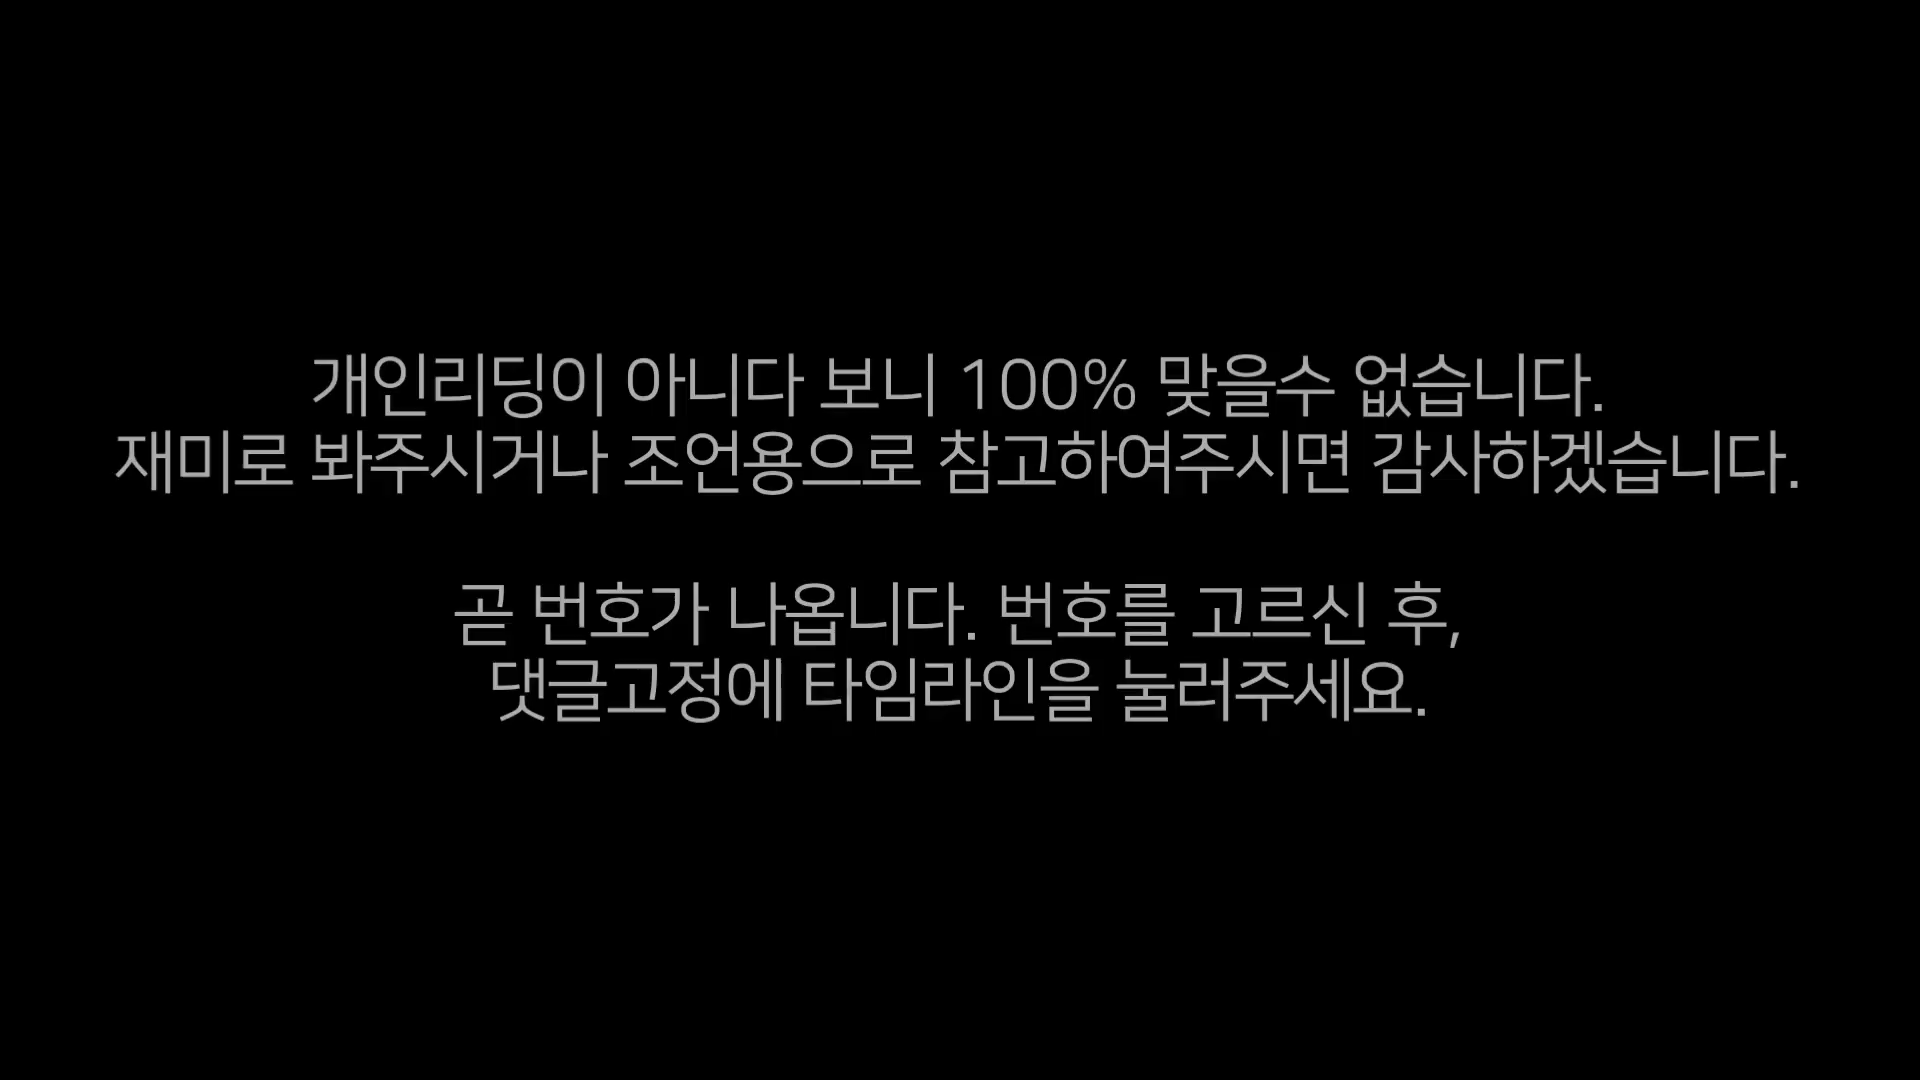 개인리딩이 아니다 보니 100% 맞을수 없습니다.
재미로 봐주시거나 조언용으로 참고하여주시면 감사하겠습니다.
곧 번호가 나옵니다. 번호를 고르신 후,
댓글고정에 타임라인을 눌러주세요.